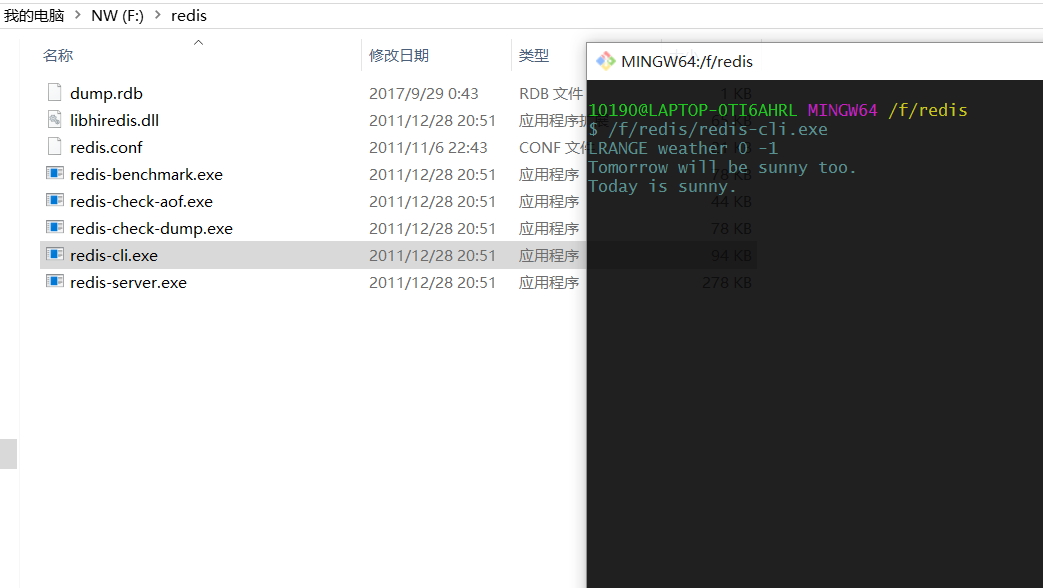 我的电脑 > NW (F:) > redis
名称 修改日期 类型
dump.rdb 2017/9/29 0:43 RDB 文件 1 KB
libhiredis.dll 2011/12/28 20:51 应用程序扩展
redis.conf 2011/11/6 22:43 CONF 文件
redis-benchmark.exe 2011/12/28 20:51 应用程序 78 KB
redis-check-aof.exe 2011/12/28 20:51 应用程序 44 KB
redis-check-dump.exe 2011/12/28 20:51 应用程序 78 KB
redis-cli.exe 2011/12/28 20:51 应用程序 94 KB
redis-server.exe 2011/12/28 20:51 应用程序 278 KB
MINGW64:/f/redis
10190@LAPTOP-OTI6AHRL MINGW64 /f/redis
$ /f/redis/redis-cli.exe
LRANGE weather 0 -1
Tomorrow will be sunny too.
Today is sunny.